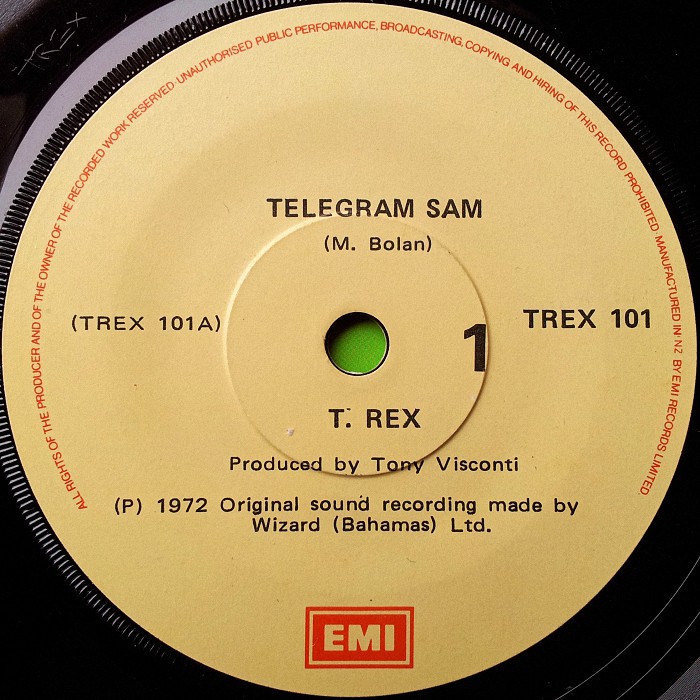 ALL RIGHTS OF THE PRODUCER AND OF THE OWNER OF THE RECORDED WORK RESERVED·UNAUTHORISED PUBLIC PERFORMANCE, BROADCASTING, COPYING AND HIRING OF THIS RECORD PROHIBITED·MANUFACTURED IN NZ BY EMI RECORDS LIMITED
TREX
TELEGRAM SAM
(M. Bolan)
(TREX 101A)
TREX 101
1
T. REX
Produced by Tony Visconti
(P) 1972 Original sound recording made by
Wizard (Bahamas) Ltd.
EMI